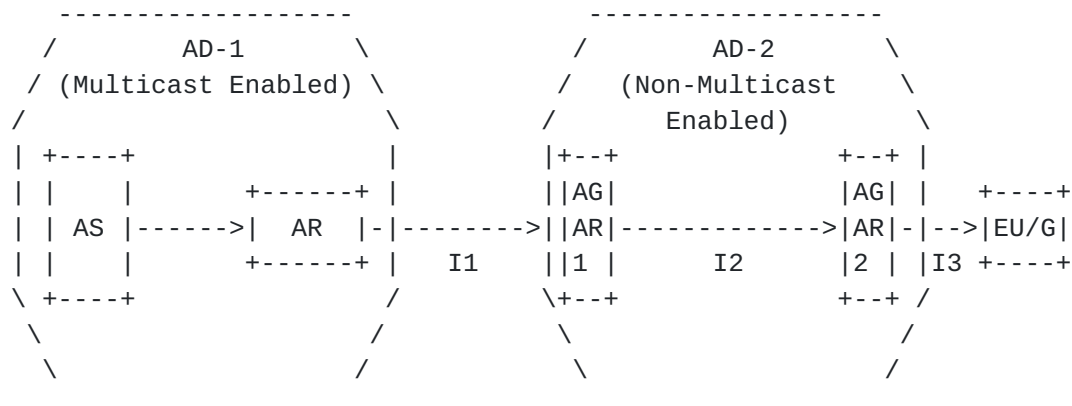 -------------------               -------------------
   /       AD-1        \             /       AD-2        \
  / (Multicast Enabled) \           /   (Non-Multicast    \
 /                       \         /       Enabled)        \
 | +----+                |         |+--+              +--+ |
 | |    |       +------+ |         ||AG|              |AG| |   +----+
 | | AS |------>|  AR  |-|-------->||AR|------------->|AR|-|-->|EU/G|
 | |    |       +------+ |   I1    ||1 |      I2      |2 | |I3 +----+
 \ +----+                /         \+--+              +--+ /
  \                     /           \                     /
   \                   /             \                   /